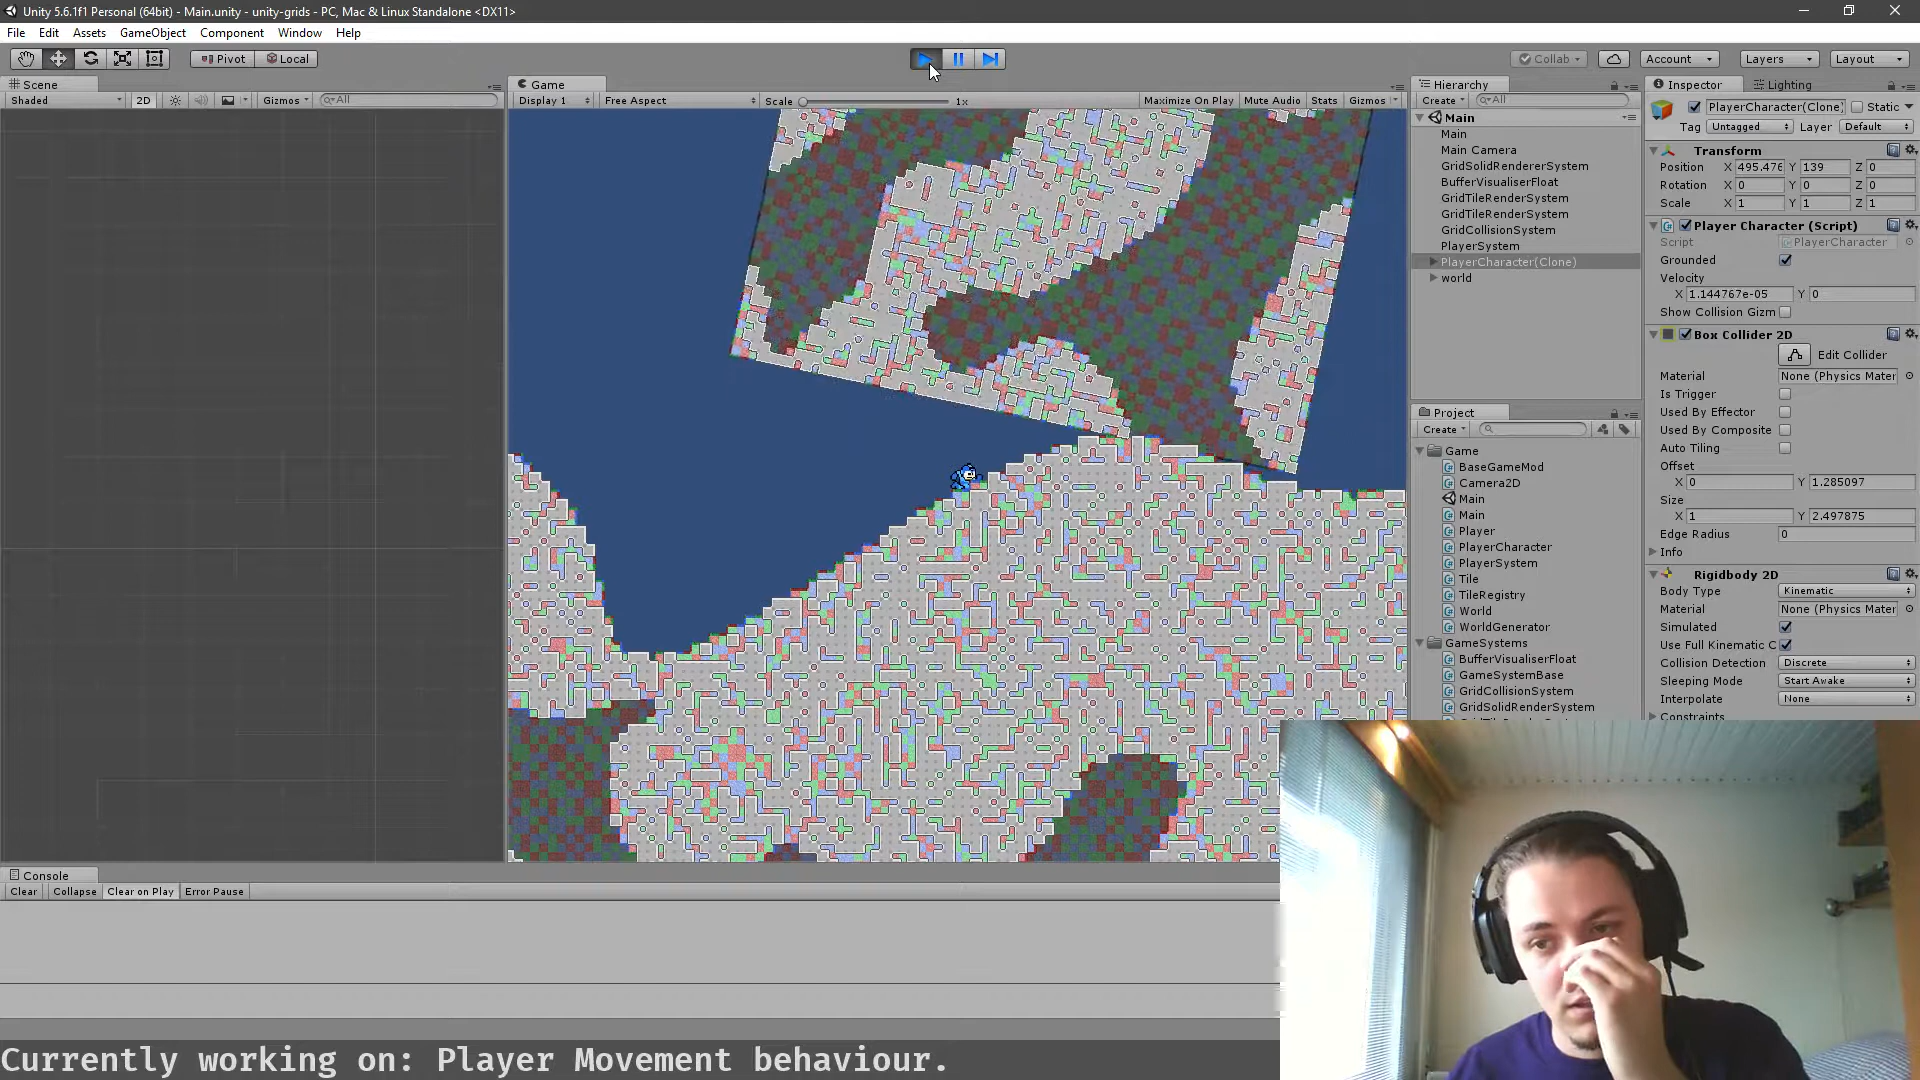 Unity 5.6.1f1 Personal (64bit) - Main.unity - unity-grids - PC, Mac & Linux Standalone <DX11>
File Edit Assets GameObject Component Window Help
Pivot Local Collab Account Layers Layout
Scene
Shaded 2D Gizmos All
Game
Display 1 Free Aspect Scale 1x Maximize On Play Mute Audio Stats Gizmos
Hierarchy
Create All
Main
Main
Main Camera
GridSolidRendererSystem
BufferVisualiserFloat
GridTileRenderSystem
GridTileRenderSystem
GridCollisionSystem
PlayerSystem
PlayerCharacter(Clone)
world
Project
Create
Game
BaseGameMod
Camera2D
Main
Main
Player
PlayerCharacter
PlayerSystem
Tile
TileRegistry
World
WorldGenerator
GameSystems
BufferVisualiserFloat
GameSystemBase
GridCollisionSystem
GridSolidRenderSystem
Inspector Lighting
PlayerCharacter(Clone) Static
Tag Untagged Layer Default
Transform
Position X 495.476 Y 139 Z 0
Rotation X 0 Y 0 Z 0
Scale X 1 Y 1 Z 1
Player Character (Script)
Script PlayerCharacter
Grounded
Velocity
X 1.144767e-05 Y 0
Show Collision Gizm
Box Collider 2D
Edit Collider
Material None (Physics Mater
Is Trigger
Used By Effector
Used By Composite
Auto Tiling
Offset
X 0 Y 1.285097
Size
X 1 Y 2.497875
Edge Radius 0
Info
Rigidbody 2D
Body Type Kinematic
Material None (Physics Mater
Simulated
Use Full Kinematic C
Collision Detection Discrete
Sleeping Mode Start Awake
Interpolate None
Constraints
Console
Clear Collapse Clear on Play Error Pause
Currently working on: Player Movement behaviour.